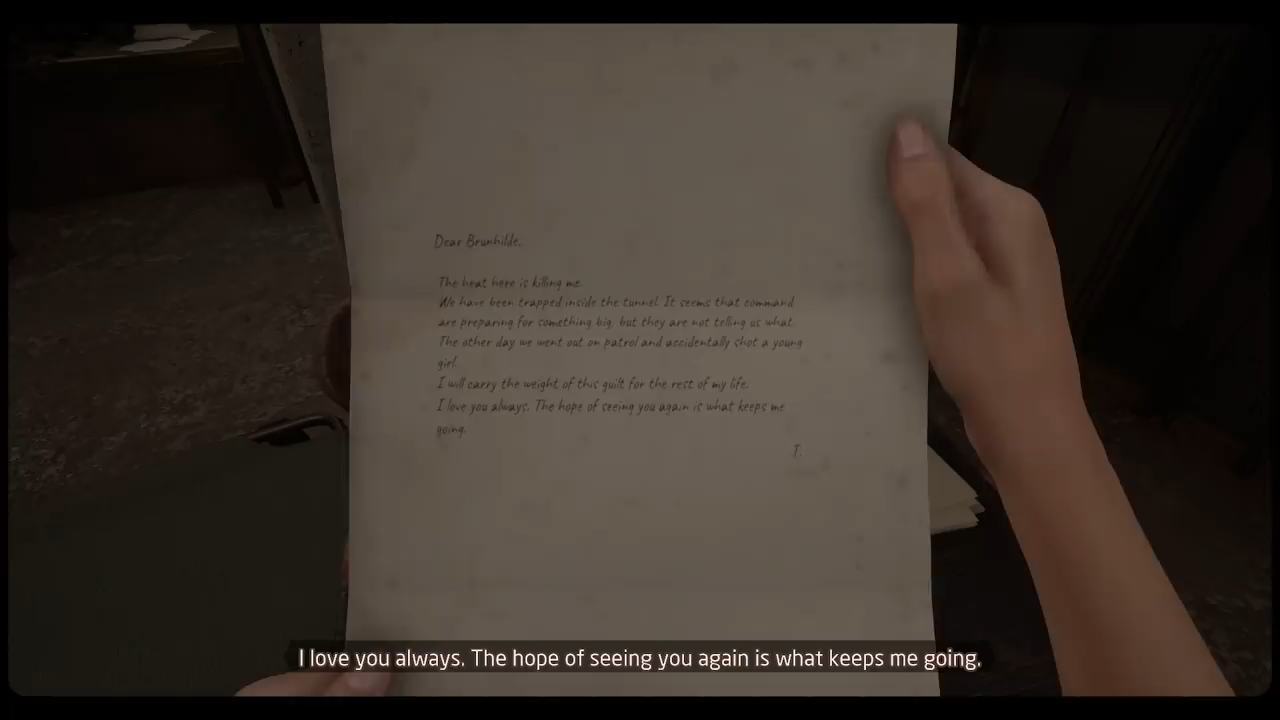 Dear Brunhilde,
The heat here is killing me.
We have been trapped inside the tunnel. It seems that command
are preparing for something big, but they are not telling us what.
The other day we went out on patrol and accidentally shot a young
girl.
I will carry the weight of this guilt for the rest of my life.
I love you always. The hope of seeing you again is what keeps me
going.
T.
I love you always. The hope of seeing you again is what keeps me going.